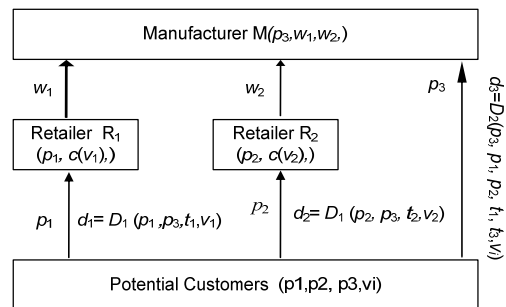 Manufacturer M(p3,w1,w2,)
w1
w2
p3
d3=D2(p3, p1, p2, t1, t3,vi)
Retailer R1
(p1, c(v1),)
Retailer R2
(p2, c(v2),)
p1
d1= D1 (p1 ,p3,t1,v1)
p2
d2= D1 (p2, p3, t2,v2)
Potential Customers (p1,p2, p3,vi)